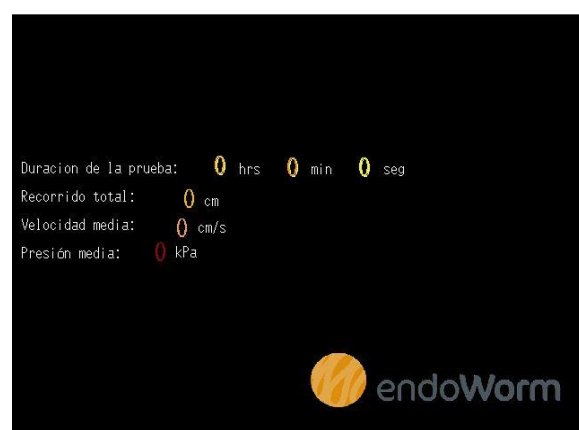 Duracion de la prueba: 0 hrs 0 min 0 seg
Recorrido total: 0 cm
Velocidad media: 0 cm/s
Presión media: 0 kPa
endoWorm